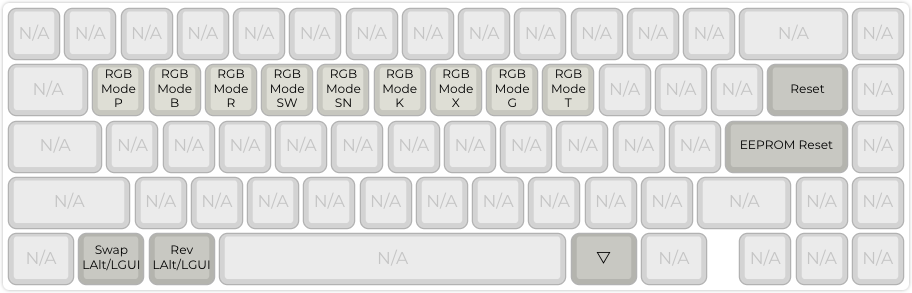 N/A N/A N/A N/A N/A N/A N/A N/A N/A N/A N/A N/A N/A N/A N/A
RGB RGB RGB RGB RGB RGB RGB RGB RGB
N/A Mode Mode Mode Mode Mode Mode Mode Mode Mode N/A N/A N/A Reset N/A
P B R SW SN K X G T
N/A N/A N/A N/A N/A N/A N/A N/A N/A N/A N/A N/A EEPROM Reset N/A
N/A N/A N/A N/A N/A N/A N/A N/A N/A N/A N/A N/A N/A N/A
Swap Rev
N/A LAlt/LGUI LAlt/LGUI N/A ▽ N/A N/A N/A N/A